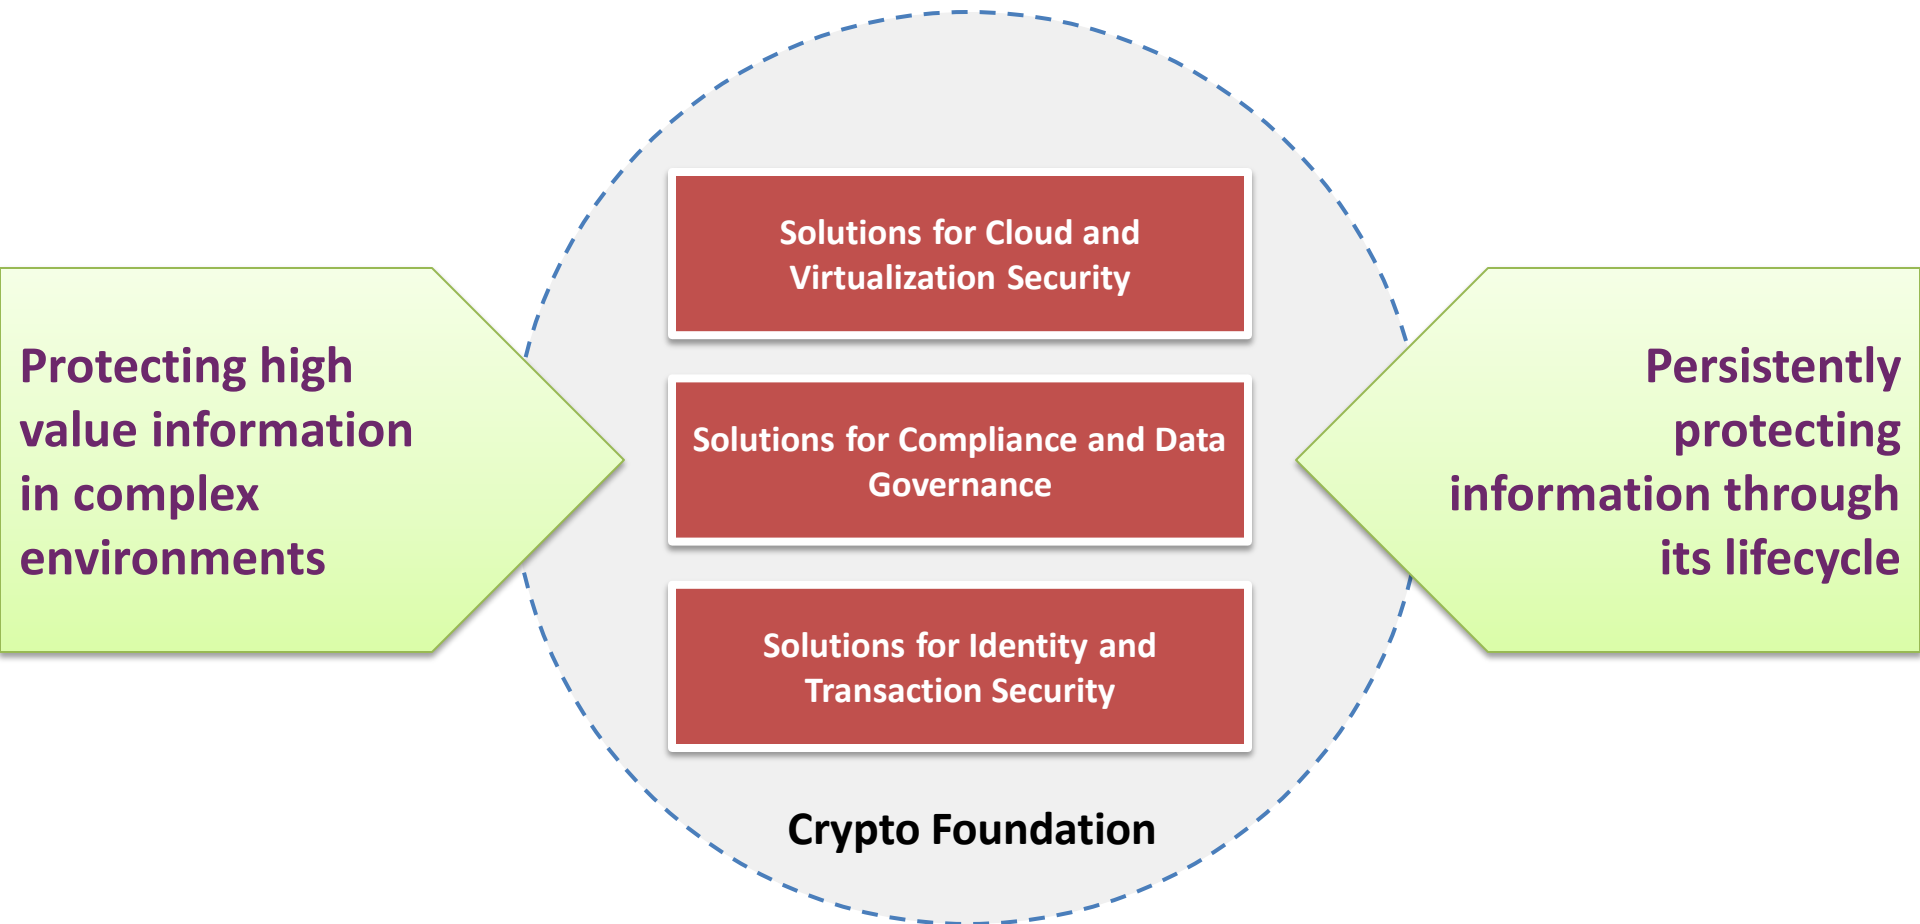 Protecting high
value information
in complex
environments
Solutions for Cloud and
Virtualization Security
Solutions for Compliance and Data
Governance
Solutions for Identity and
Transaction Security
Crypto Foundation
Persistently
protecting
information through
its lifecycle